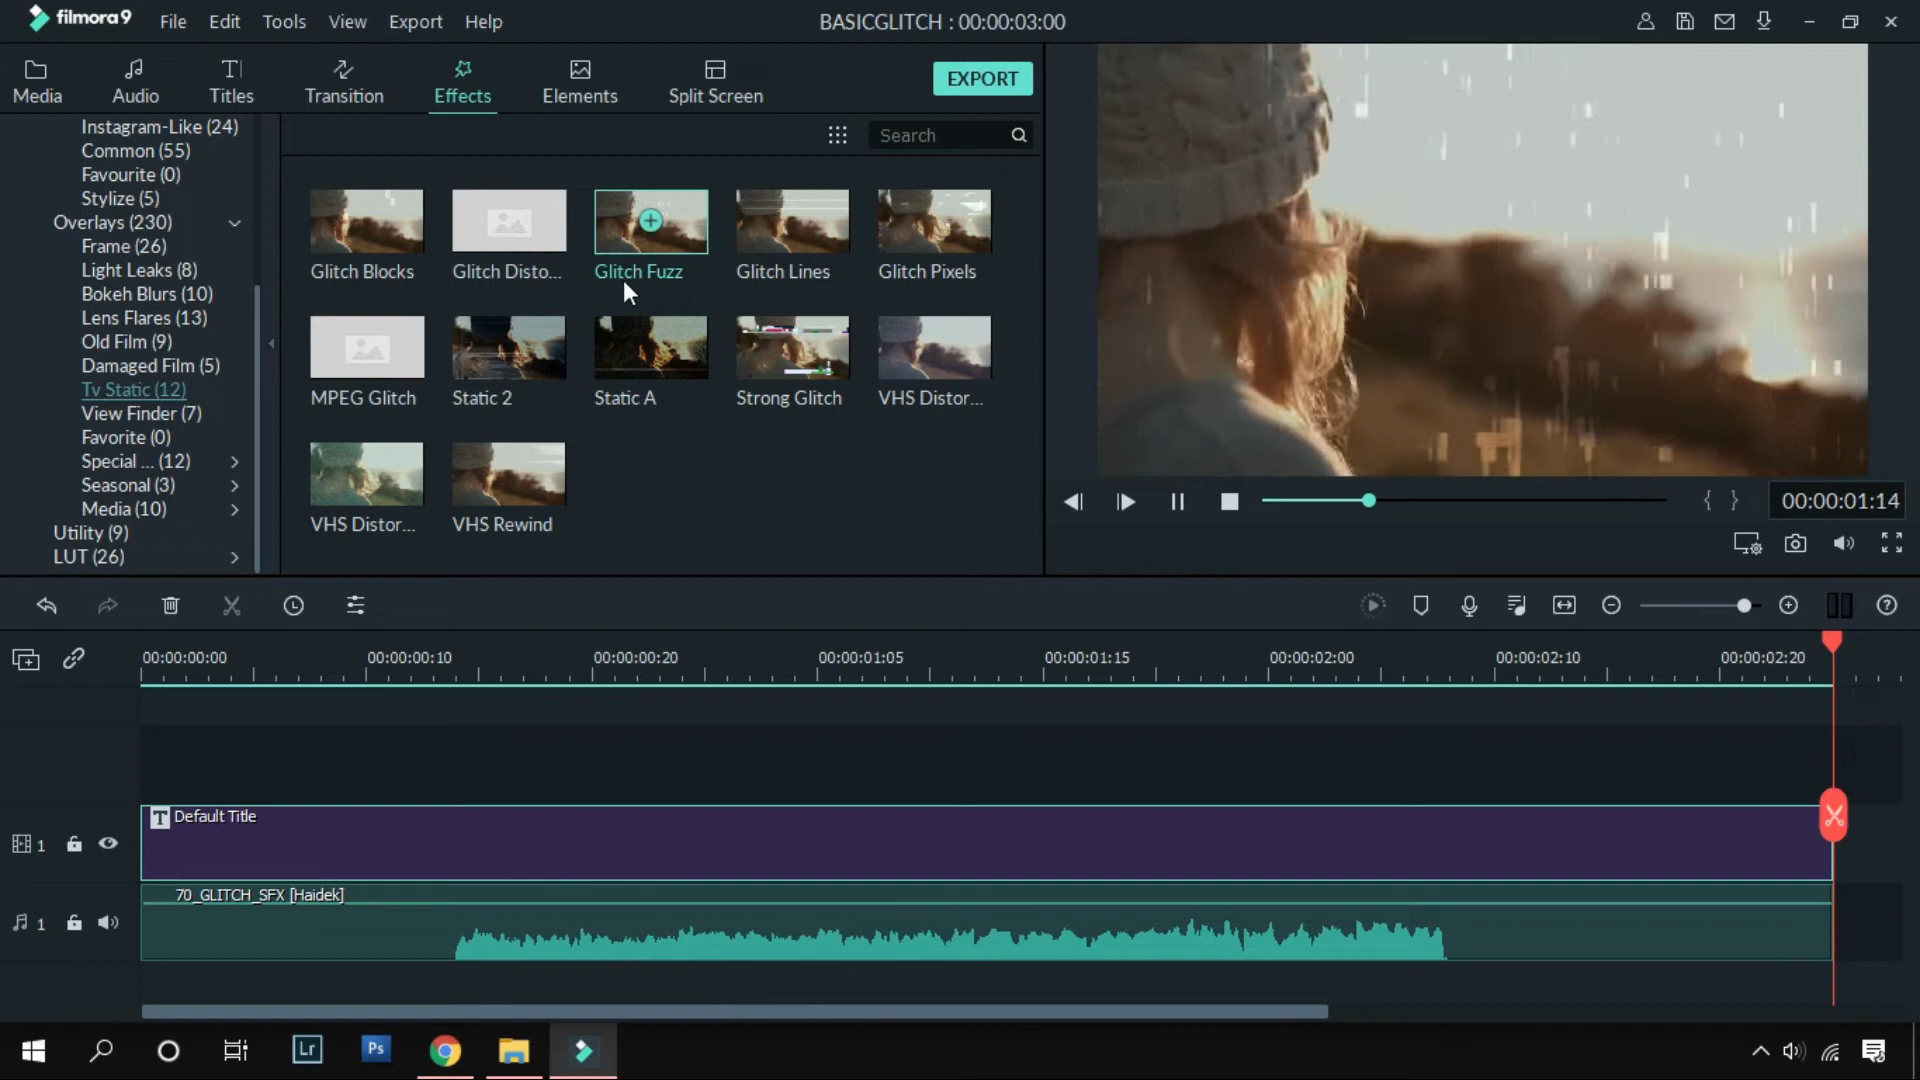 filmora9
File Edit Tools View Export Help
BASICGLITCH : 00:00:03:00
Media
Audio
Titles
Transition
Effects
Elements
Split Screen
EXPORT
Search
Instagram-Like (24)
Common (55)
Favourite (0)
Stylize (5)
Overlays (230)
Frame (26)
Light Leaks (8)
Bokeh Blurs (10)
Lens Flares (13)
Old Film (9)
Damaged Film (5)
Tv Static (12)
View Finder (7)
Favorite (0)
Special ... (12)
Seasonal (3)
Media (10)
Utility (9)
LUT (26)
Glitch Blocks
Glitch Disto...
Glitch Fuzz
Glitch Lines
Glitch Pixels
MPEG Glitch
Static 2
Static A
Strong Glitch
VHS Distor...
VHS Distor...
VHS Rewind
{ }
00:00:01:14
00:00:00:00
00:00:00:10
00:00:00:20
00:00:01:05
00:00:01:15
00:00:02:00
00:00:02:10
00:00:02:20
T Default Title
1
70_GLITCH_SFX [Haidek]
1
Lr
Ps